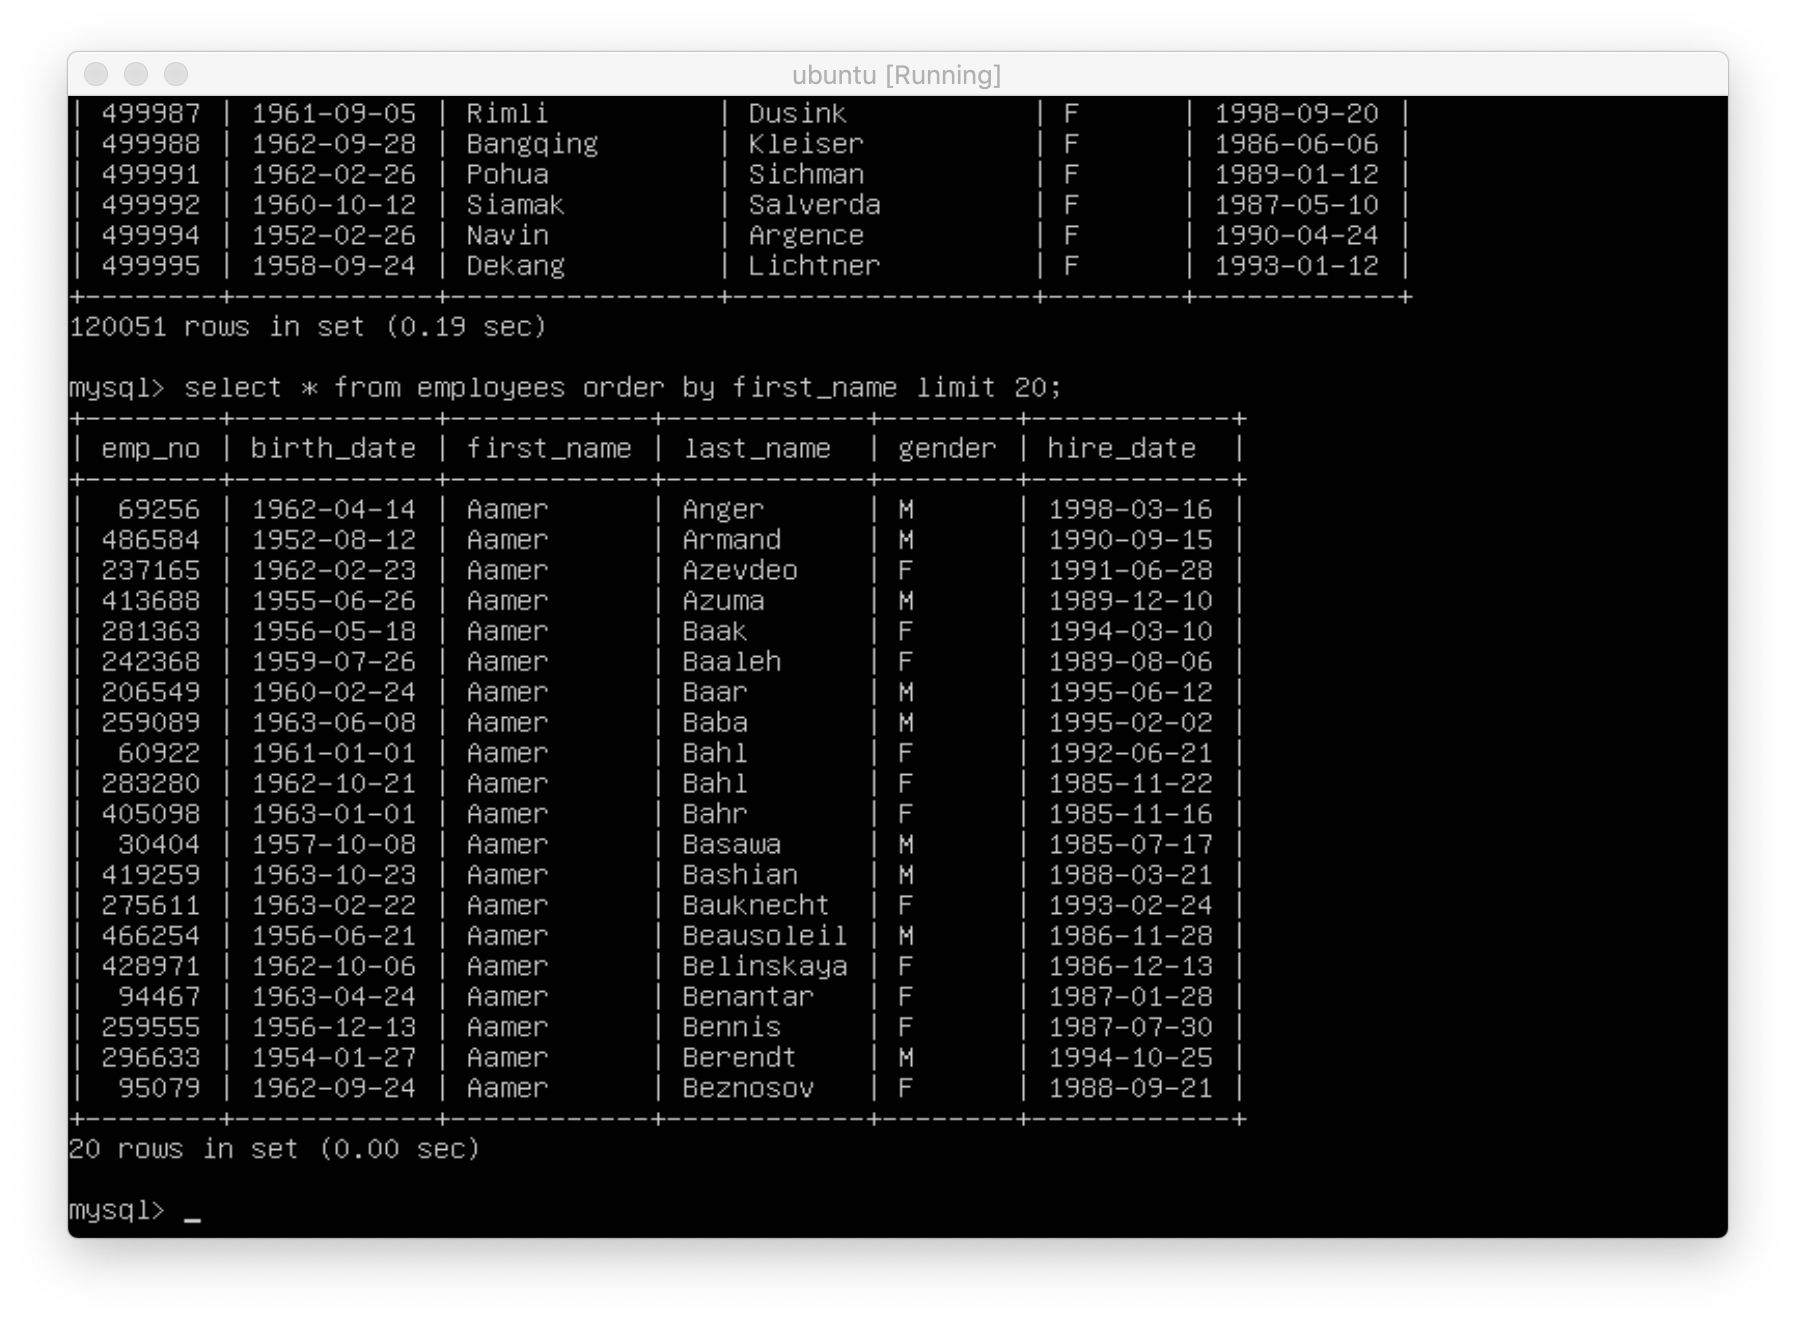 ubuntu [Running]
| 499987 | 1961-09-05 | Rimli          | Dusink           | F      | 1998-09-20 |
| 499988 | 1962-09-28 | Bangqing       | Kleiser          | F      | 1986-06-06 |
| 499991 | 1962-02-26 | Pohua          | Sichman          | F      | 1989-01-12 |
| 499992 | 1960-10-12 | Siamak         | Salverda         | F      | 1987-05-10 |
| 499994 | 1952-02-26 | Navin          | Argence          | F      | 1990-04-24 |
| 499995 | 1958-09-24 | Dekang         | Lichtner         | F      | 1993-01-12 |
+--------+------------+----------------+------------------+--------+------------+
120051 rows in set (0.19 sec)
mysql> select * from employees order by first_name limit 20;
+--------+------------+------------+------------+--------+------------+
| emp_no | birth_date | first_name | last_name  | gender | hire_date  |
+--------+------------+------------+------------+--------+------------+
|  69256 | 1962-04-14 | Aamer      | Anger      | M      | 1998-03-16 |
| 486584 | 1952-08-12 | Aamer      | Armand     | M      | 1990-09-15 |
| 237165 | 1962-02-23 | Aamer      | Azevdeo    | F      | 1991-06-28 |
| 413688 | 1955-06-26 | Aamer      | Azuma      | M      | 1989-12-10 |
| 281363 | 1956-05-18 | Aamer      | Baak       | F      | 1994-03-10 |
| 242368 | 1959-07-26 | Aamer      | Baaleh     | F      | 1989-08-06 |
| 206549 | 1960-02-24 | Aamer      | Baar       | M      | 1995-06-12 |
| 259089 | 1963-06-08 | Aamer      | Baba       | M      | 1995-02-02 |
|  60922 | 1961-01-01 | Aamer      | Bahl       | F      | 1992-06-21 |
| 283280 | 1962-10-21 | Aamer      | Bahl       | F      | 1985-11-22 |
| 405098 | 1963-01-01 | Aamer      | Bahr       | F      | 1985-11-16 |
|  30404 | 1957-10-08 | Aamer      | Basawa     | M      | 1985-07-17 |
| 419259 | 1963-10-23 | Aamer      | Bashian    | M      | 1988-03-21 |
| 275611 | 1963-02-22 | Aamer      | Bauknecht  | F      | 1993-02-24 |
| 466254 | 1956-06-21 | Aamer      | Beausoleil | M      | 1986-11-28 |
| 428971 | 1962-10-06 | Aamer      | Belinskaya | F      | 1986-12-13 |
|  94467 | 1963-04-24 | Aamer      | Benantar   | F      | 1987-01-28 |
| 259555 | 1956-12-13 | Aamer      | Bennis     | F      | 1987-07-30 |
| 296633 | 1954-01-27 | Aamer      | Berendt    | M      | 1994-10-25 |
|  95079 | 1962-09-24 | Aamer      | Beznosov   | F      | 1988-09-21 |
+--------+------------+------------+------------+--------+------------+
20 rows in set (0.00 sec)
mysql> _